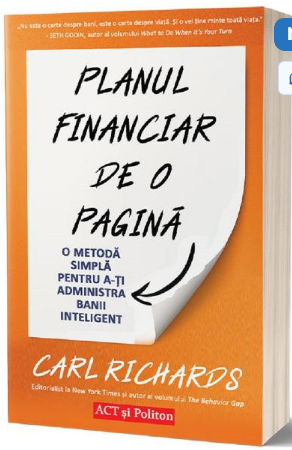 „Nu este o carte despre bani, este o carte despre viață. Și o vei ține minte toată viața."
- SETH GODIN, autor al volumului What to Do When It's Your Turn
PLANUL
FINANCIAR
DE O
PAGINĂ
O METODĂ
SIMPLĂ
PENTRU A-ȚI
ADMINISTRA
BANII
INTELIGENT
CARL RICHARDS
Editorialist la New York Times și autor al volumului The Behavior Gap
ACT și Politon